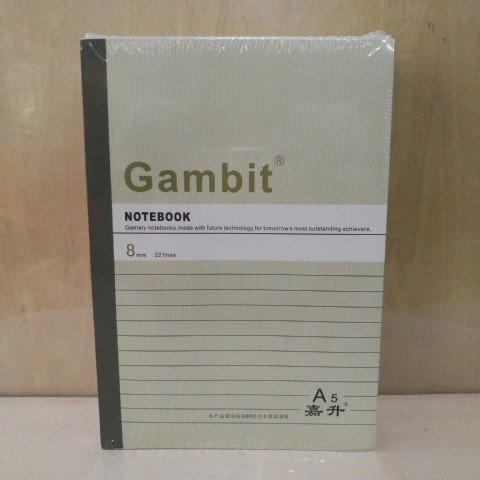 Gambit®
NOTEBOOK
Gamely notebooks,made with future technology,for tomorrow's most outstanding achievers.
8mm 22 lines
A5
嘉升®